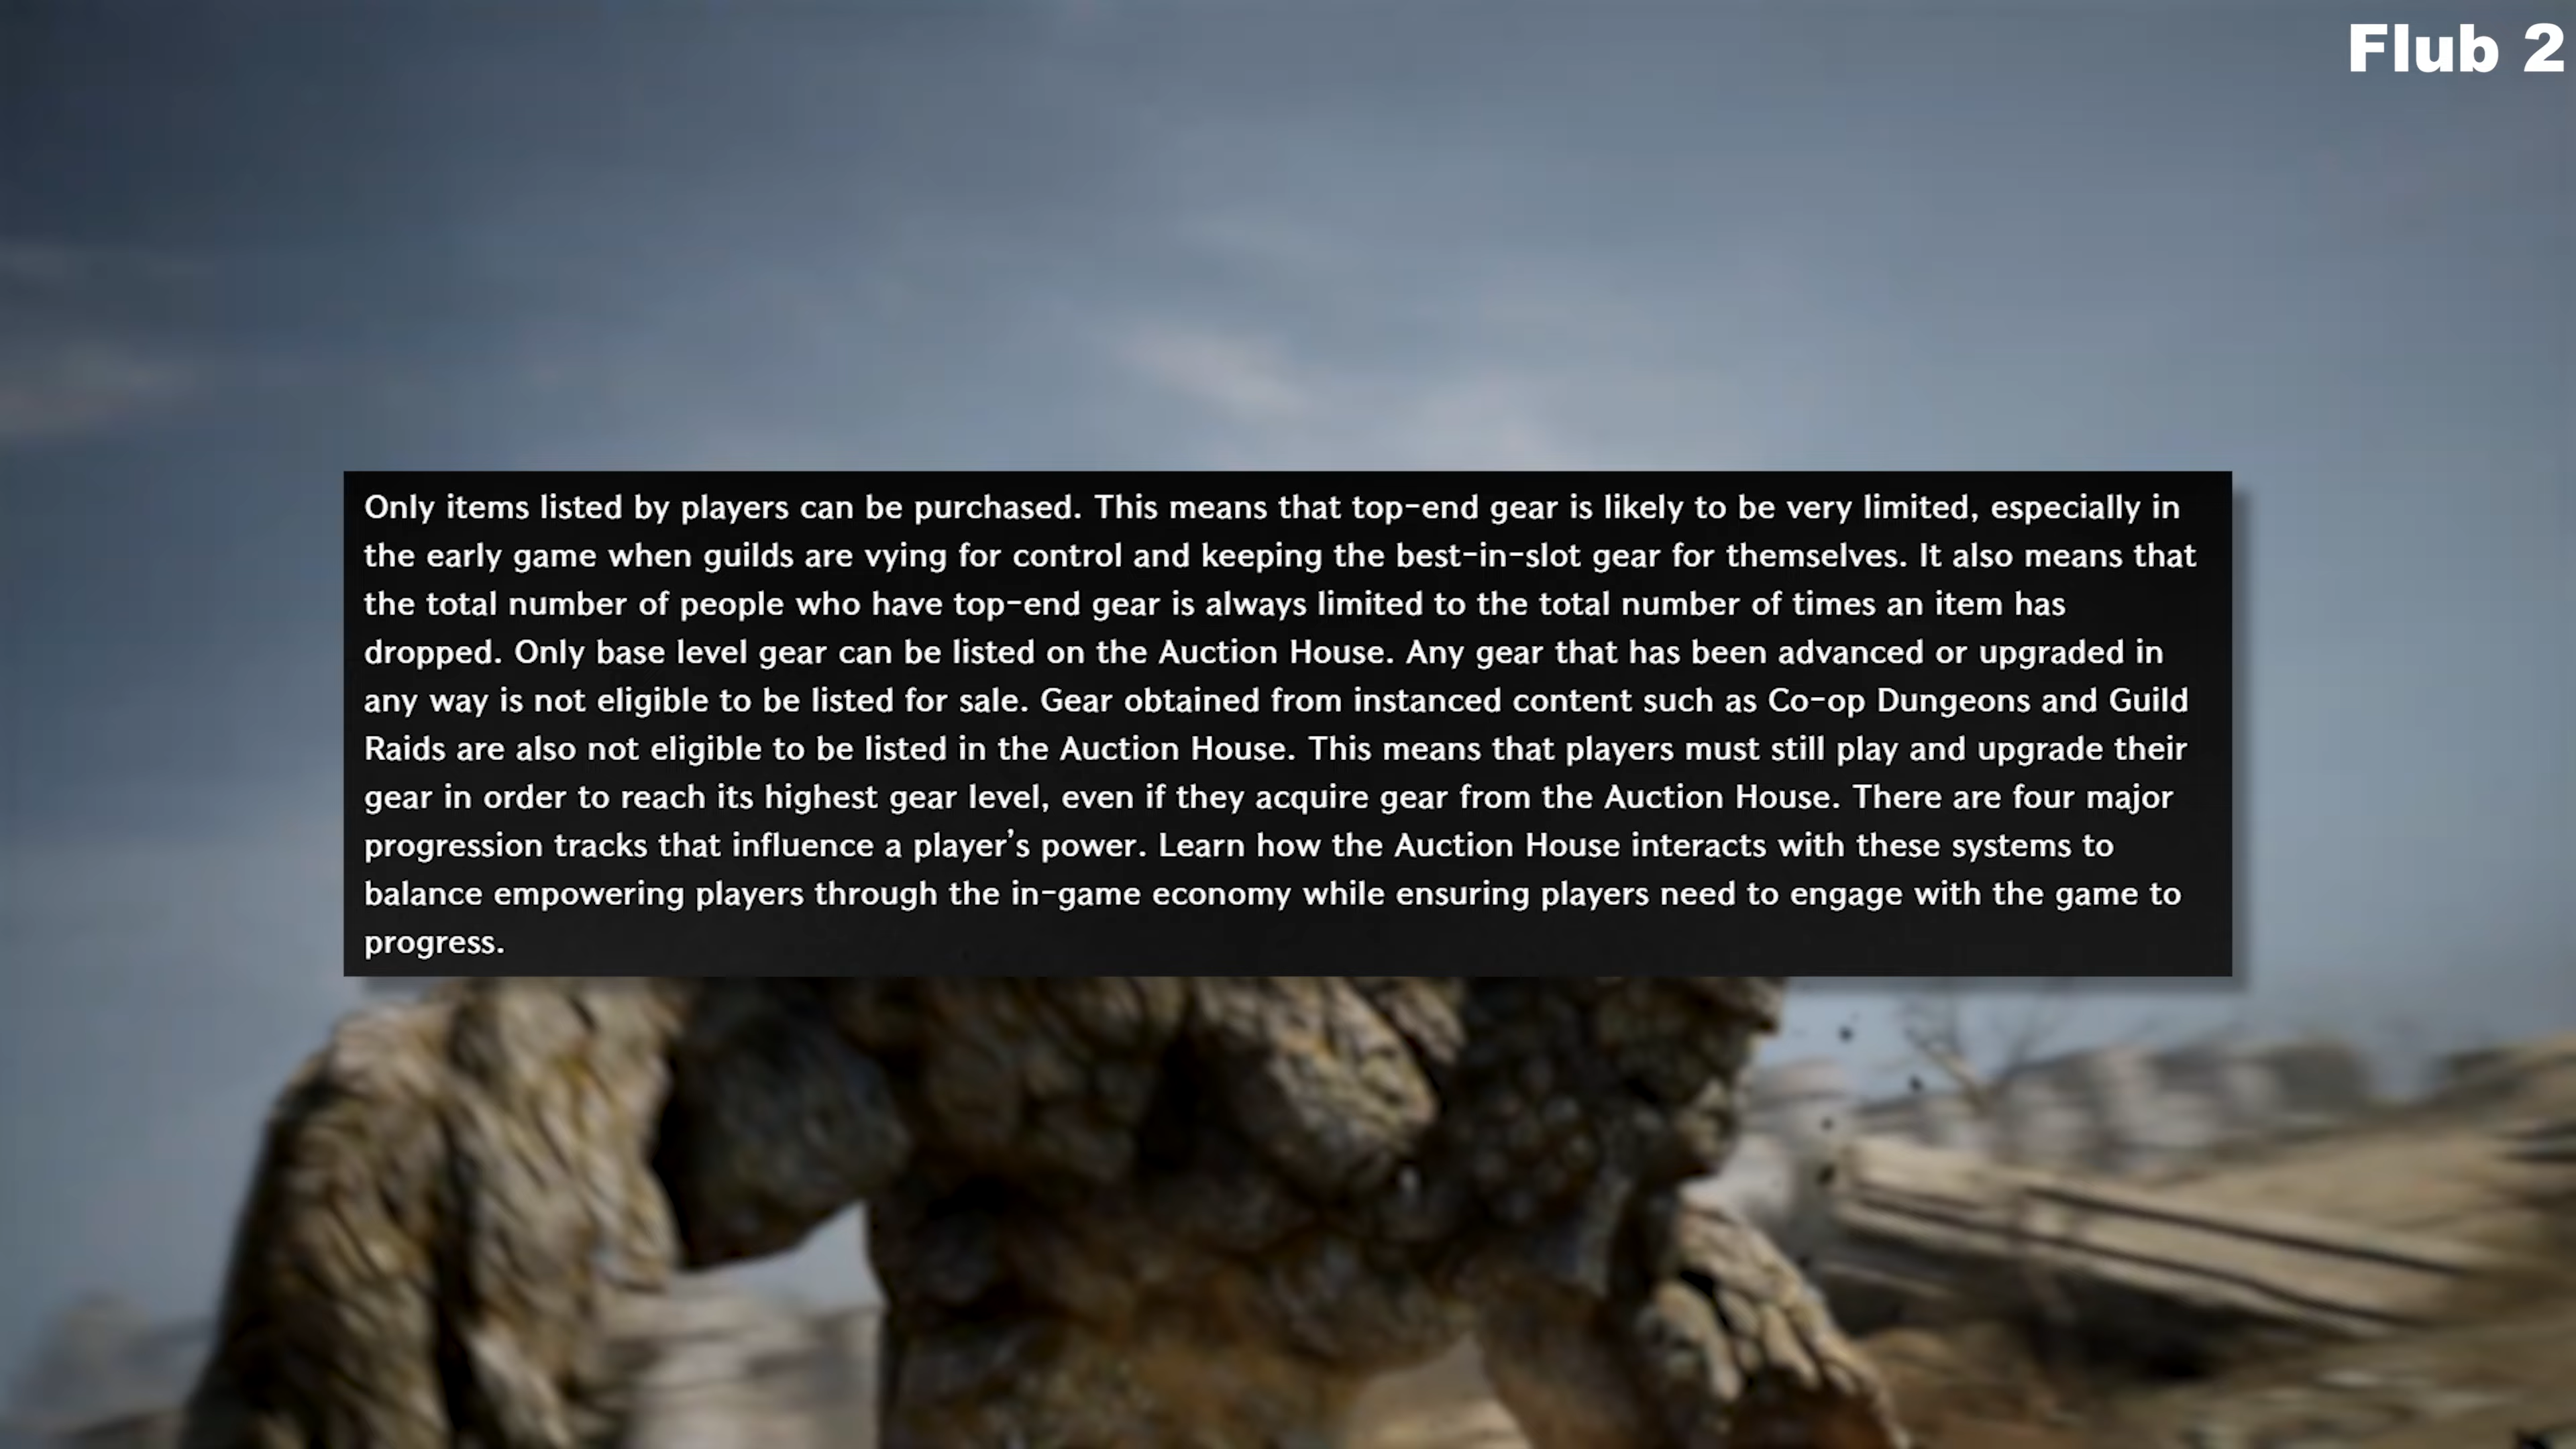 Flub 2
Only items listed by players can be purchased. This means that top-end gear is likely to be very limited, especially in
the early game when guilds are vying for control and keeping the best-in-slot gear for themselves. It also means that
the total number of people who have top-end gear is always limited to the total number of times an item has
dropped. Only base level gear can be listed on the Auction House. Any gear that has been advanced or upgraded in
any way is not eligible to be listed for sale. Gear obtained from instanced content such as Co-op Dungeons and Guild
Raids are also not eligible to be listed in the Auction House. This means that players must still play and upgrade their
gear in order to reach its highest gear level, even if they acquire gear from the Auction House. There are four major
progression tracks that influence a player's power. Learn how the Auction House interacts with these systems to
balance empowering players through the in-game economy while ensuring players need to engage with the game to
progress.